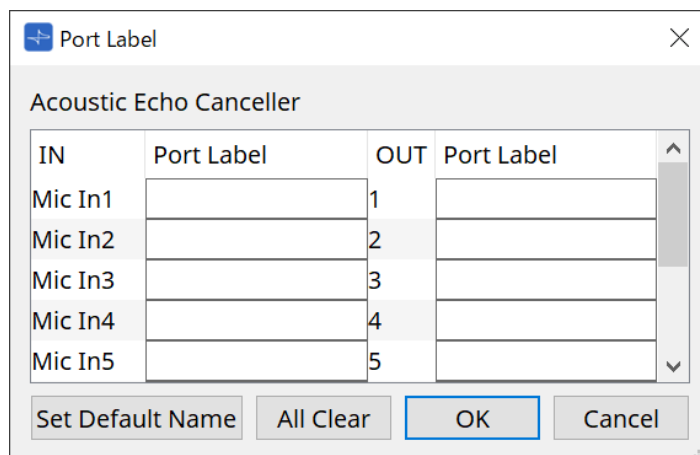 Port Label
Acoustic Echo Canceller
IN Port Label OUT Port Label
Mic In1 1
Mic In2 2
Mic In3 3
Mic In4 4
Mic In5 5
Set Default Name All Clear OK Cancel